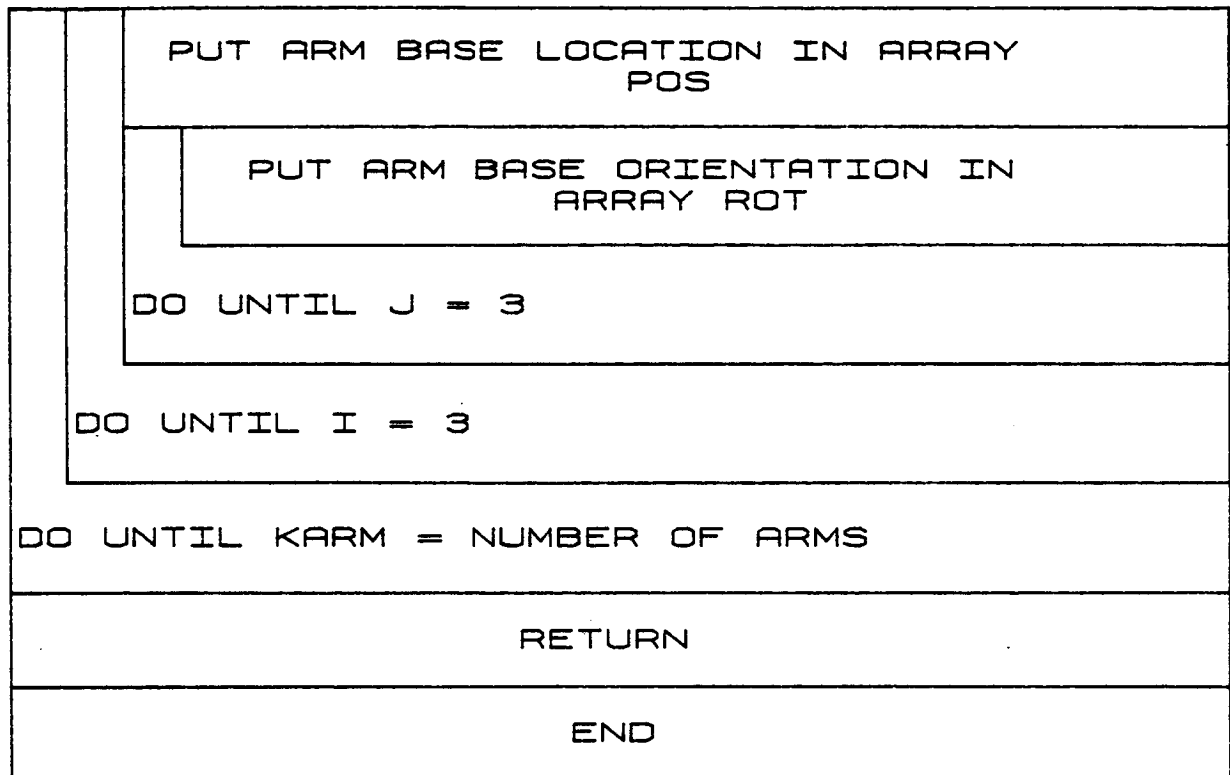 PUT ARM BASE LOCATION IN ARRAY
POS
PUT ARM BASE ORIENTATION IN
ARRAY ROT
DO UNTIL J = 3
DO UNTIL I = 3
DO UNTIL KARM = NUMBER OF ARMS
RETURN
END